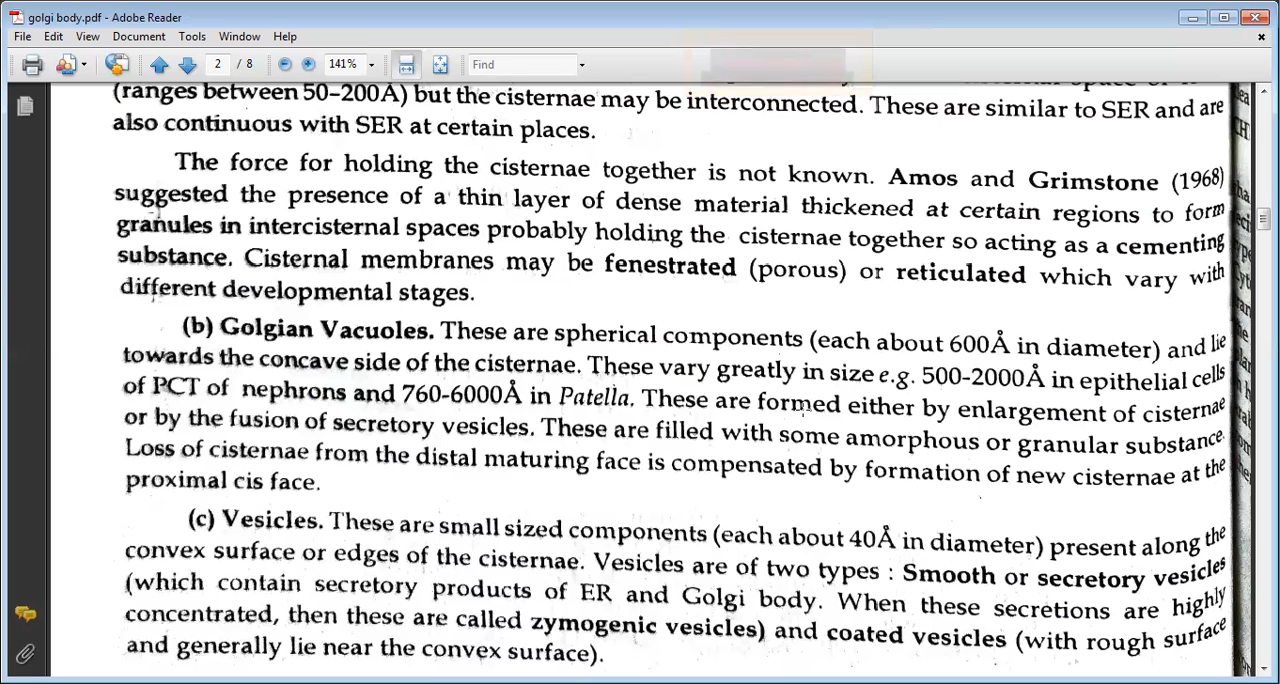 golgi body.pdf - Adobe Reader
File Edit View Document Tools Window Help
2 / 8 141% Find
(ranges between 50-200Å) but the cisternae may be interconnected. These are similar to SER and are
also continuous with SER at certain places.
The force for holding the cisternae together is not known. Amos and Grimstone (1968)
suggested the presence of a thin layer of dense material thickened at certain regions to form
granules in intercisternal spaces probably holding the cisternae together so acting as a cementing
substance. Cisternal membranes may be fenestrated (porous) or reticulated which vary with
different developmental stages.
(b) Golgian Vacuoles. These are spherical components (each about 600Å in diameter) and lie
towards the concave side of the cisternae. These vary greatly in size e.g. 500-2000Å in epithelial cells
of PCT of nephrons and 760-6000Å in Patella. These are formed either by enlargement of cisternae
or by the fusion of secretory vesicles. These are filled with some amorphous or granular substance.
Loss of cisternae from the distal maturing face is compensated by formation of new cisternae at the
proximal cis face.
(c) Vesicles. These are small sized components (each about 40Å in diameter) present along the
convex surface or edges of the cisternae. Vesicles are of two types : Smooth or secretory vesicles
(which contain secretory products of ER and Golgi body. When these secretions are highly
concentrated, then these are called zymogenic vesicles) and coated vesicles (with rough surface
and generally lie near the convex surface).